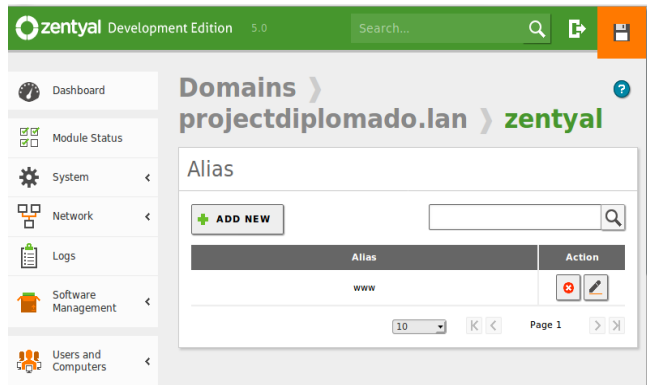 zentyal Development Edition 5.0
Search...
Dashboard
Module Status
System
Network
Logs
Software
Management
Users and
Computers
Domains ❯
projectdiplomado.lan ❯ zentyal
?
Alias
ADD NEW
Alias Action
www
10 Page 1